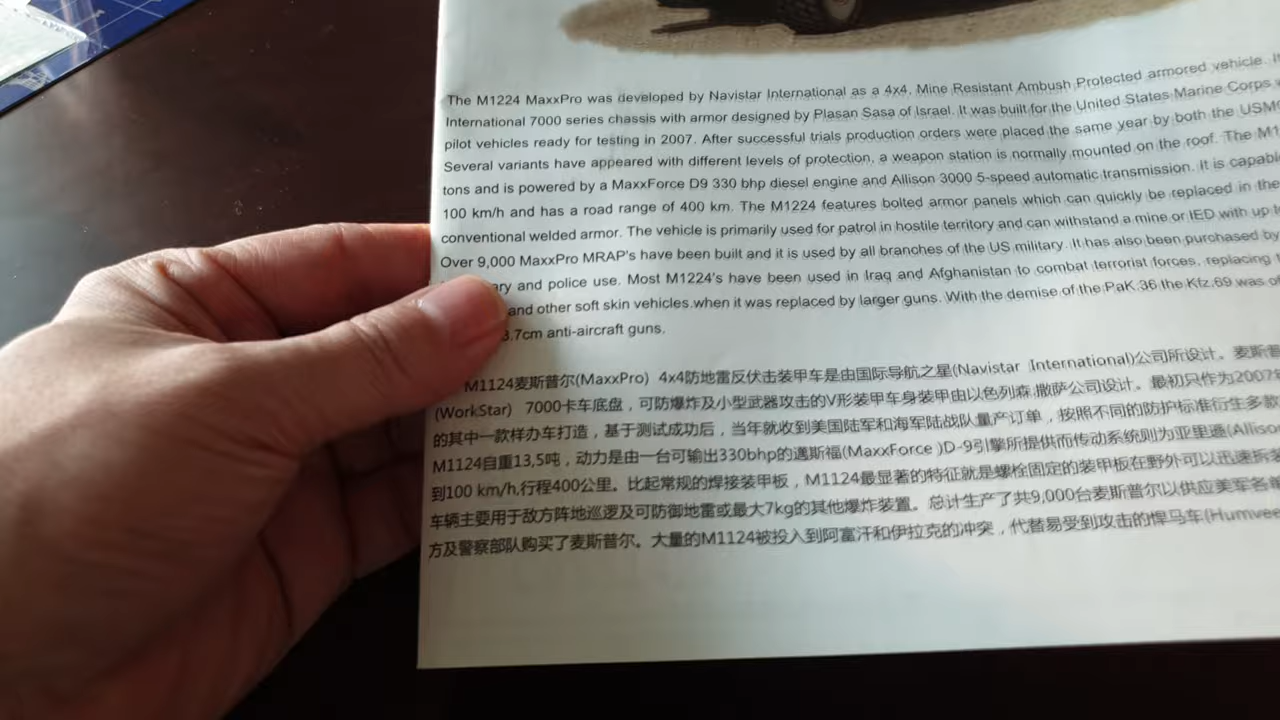 The M1224 MaxxPro was developed by Navistar International as a 4x4, Mine Resistant Ambush Protected armored vehicle. It
International 7000 series chassis with armor designed by Plasan Sasa of Israel. It was built for the United States Marine Corps
pilot vehicles ready for testing in 2007. After successful trials production orders were placed the same year by both the USM
Several variants have appeared with different levels of protection, a weapon station is normally mounted on the roof. The M1
tons and is powered by a MaxxForce D9 330 bhp diesel engine and Allison 3000 5-speed automatic transmission. It is capabl
100 km/h and has a road range of 400 km. The M1224 features bolted armor panels which can quickly be replaced in the
conventional welded armor. The vehicle is primarily used for patrol in hostile territory and can withstand a mine or IED with up t
Over 9,000 MaxxPro MRAP's have been built and it is used by all branches of the US military. It has also been purchased by
ary and police use. Most M1224's have been used in Iraq and Afghanistan to combat terrorist forces, replacing
and other soft skin vehicles.when it was replaced by larger guns. With the demise of the PaK.36 the Kfz.69 was
3.7cm anti-aircraft guns.
M1124麦斯普尔(MaxxPro) 4x4防地雷反伏击装甲车是由国际导航之星(Navistar International)公司所设计。麦斯普
(WorkStar) 7000卡车底盘，可防爆炸及小型武器攻击的V形装甲车身装甲由以色列森.撒萨公司设计。最初只作为2007年
的其中一款样办车打造，基于测试成功后，当年就收到美国陆军和海军陆战队量产订单，按照不同的防护标准衍生多款
M1124自重13,5吨，动力是由一台可输出330bhp的邁斯福(MaxxForce )D-9引擎所提供而传动系统则为亚里遜(Allison
到100 km/h,行程400公里。比起常规的焊接装甲板，M1124最显著的特征就是螺栓固定的装甲板在野外可以迅速拆装
车辆主要用于敌方阵地巡逻及可防御地雷或最大7kg的其他爆炸装置。总计生产了共9,000台麦斯普尔以供应美军各单
方及警察部队购买了麦斯普尔。大量的M1124被投入到阿富汗和伊拉克的冲突，代替易受到攻击的悍马车(Humvee